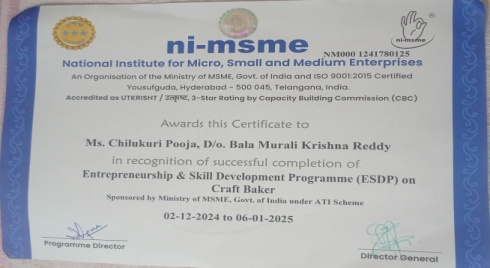 ni-msme
ni-msme
NM000 1241780125
National Institute for Micro, Small and Medium Enterprises
An Organisation of the Ministry of MSME, Govt. of India and ISO 9001:2015 Certified
Yousufguda, Hyderabad - 500 045, Telangana, India.
Accredited as UTKRISHT / उत्कृष्ट, 3-Star Rating by Capacity Building Commission (CBC)
Awards this Certificate to
Ms. Chilukuri Pooja, D/o. Bala Murali Krishna Reddy
in recognition of successful completion of
Entrepreneurship & Skill Development Programme (ESDP) on
Craft Baker
Sponsored by Ministry of MSME, Govt. of India under ATI Scheme
02-12-2024 to 06-01-2025
Programme Director
Director General